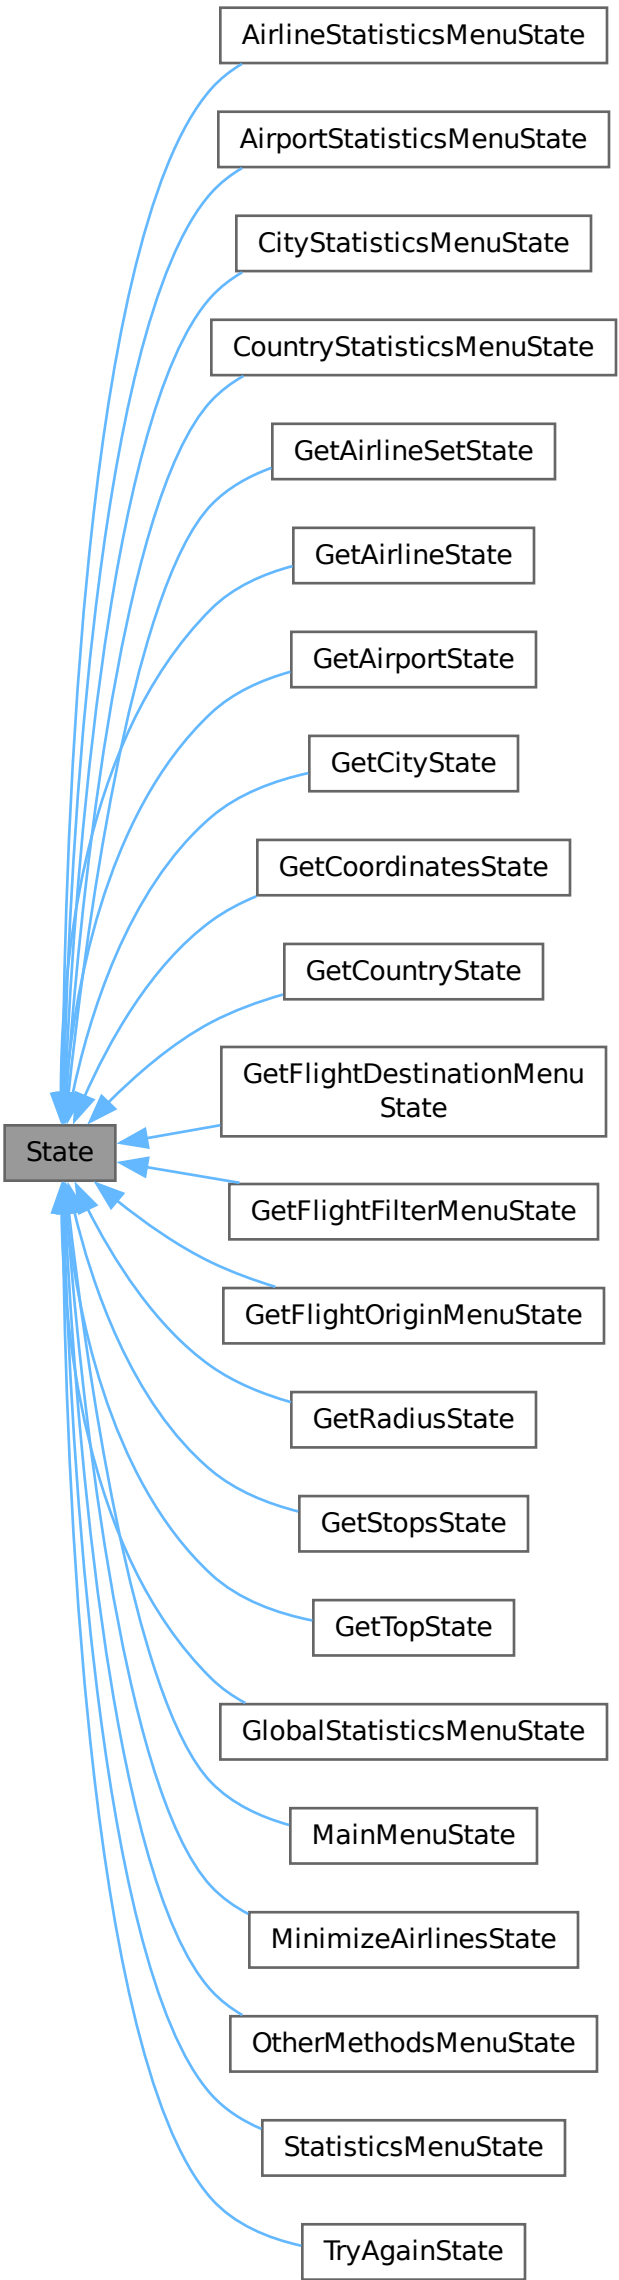 AirlineStatisticsMenuState
AirportStatisticsMenuState
CityStatisticsMenuState
CountryStatisticsMenuState
GetAirlineSetState
GetAirlineState
GetAirportState
GetCityState
GetCoordinatesState
GetCountryState
GetFlightDestinationMenu
State
State
GetFlightFilterMenuState
GetFlightOriginMenuState
GetRadiusState
GetStopsState
GetTopState
GlobalStatisticsMenuState
MainMenuState
MinimizeAirlinesState
OtherMethodsMenuState
StatisticsMenuState
TryAgainState